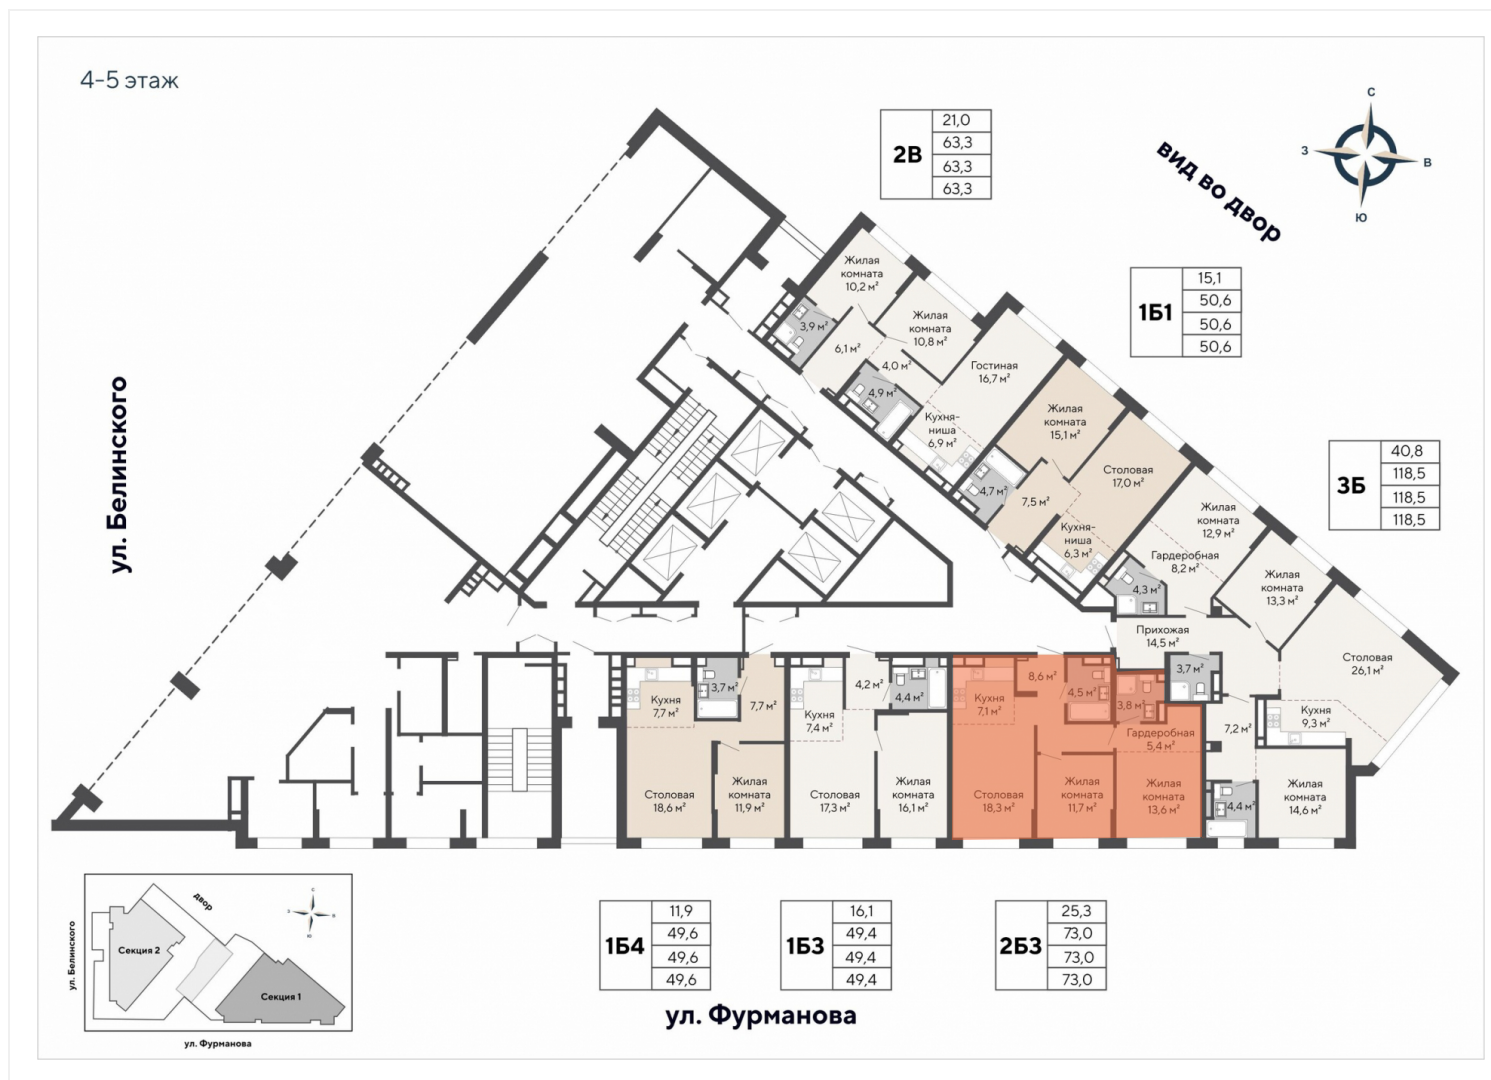 4-5 этаж
2В
21,0
63,3
63,3
63,3
вид во двор
С
З
В
Ю
1Б1
15,1
50,6
50,6
50,6
3Б
40,8
118,5
118,5
118,5
ул. Белинского
Жилая
комната
10,2 м²
3,9 м²
6,1 м²
Жилая
комната
10,8 м²
4,0 м²
4,9 м²
Гостиная
16,7 м²
Кухня-
ниша
6,9 м²
Жилая
комната
15,1 м²
4,7 м²
7,5 м²
Столовая
17,0 м²
Кухня-
ниша
6,3 м²
Жилая
комната
12,9 м²
Гардеробная
8,2 м²
4,3 м²
Жилая
комната
13,3 м²
Прихожая
14,5 м²
3,7 м²
Столовая
26,1 м²
Кухня
9,3 м²
7,2 м²
4,4 м²
Жилая
комната
14,6 м²
Кухня
7,7 м²
3,7 м²
7,7 м²
Столовая
18,6 м²
Жилая
комната
11,9 м²
Кухня
7,4 м²
4,2 м²
4,4 м²
Столовая
17,3 м²
Жилая
комната
16,1 м²
Кухня
7,1 м²
8,6 м²
4,5 м²
3,8 м²
Гардеробная
5,4 м²
Столовая
18,3 м²
Жилая
комната
11,7 м²
Жилая
комната
13,6 м²
1Б4
11,9
49,6
49,6
49,6
1Б3
16,1
49,4
49,4
49,4
2Б3
25,3
73,0
73,0
73,0
ул. Фурманова
двор
С
З
В
Ю
ул. Белинского
Секция 2
Секция 1
ул. Фурманова